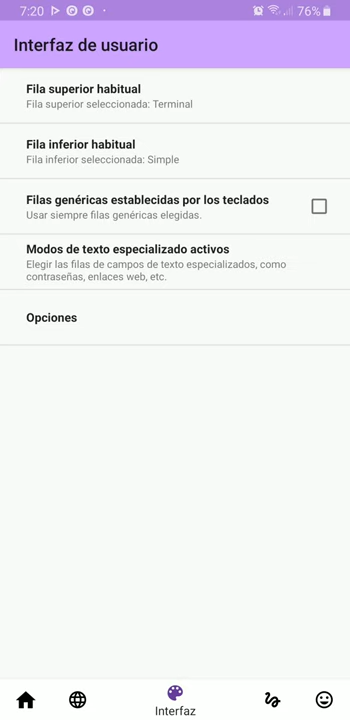 7:20
76%
Interfaz de usuario
Fila superior habitual
Fila superior seleccionada: Terminal
Fila inferior habitual
Fila inferior seleccionada: Simple
Filas genéricas establecidas por los teclados
Usar siempre filas genéricas elegidas.
Modos de texto especializado activos
Elegir las filas de campos de texto especializados, como
contraseñas, enlaces web, etc.
Opciones
Interfaz